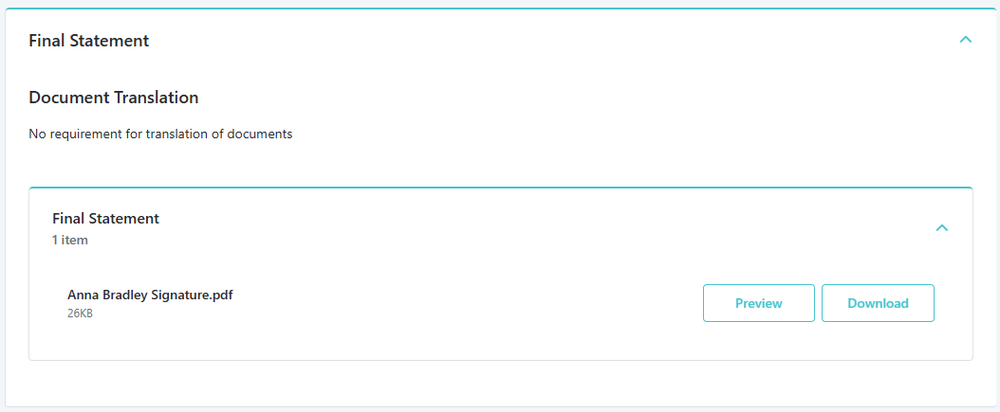 Final Statement
Document Translation
No requirement for translation of documents
Final Statement
1 item
Anna Bradley Signature.pdf
26KB
Preview
Download